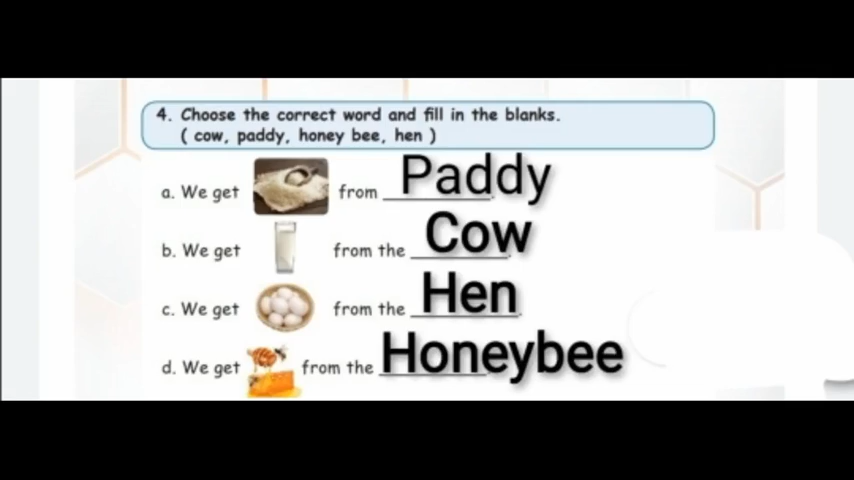 4. Choose the correct word and fill in the blanks.
( cow, paddy, honey bee, hen )
a. We get from Paddy.
b. We get from the Cow.
c. We get from the Hen.
d. We get from the Honeybee